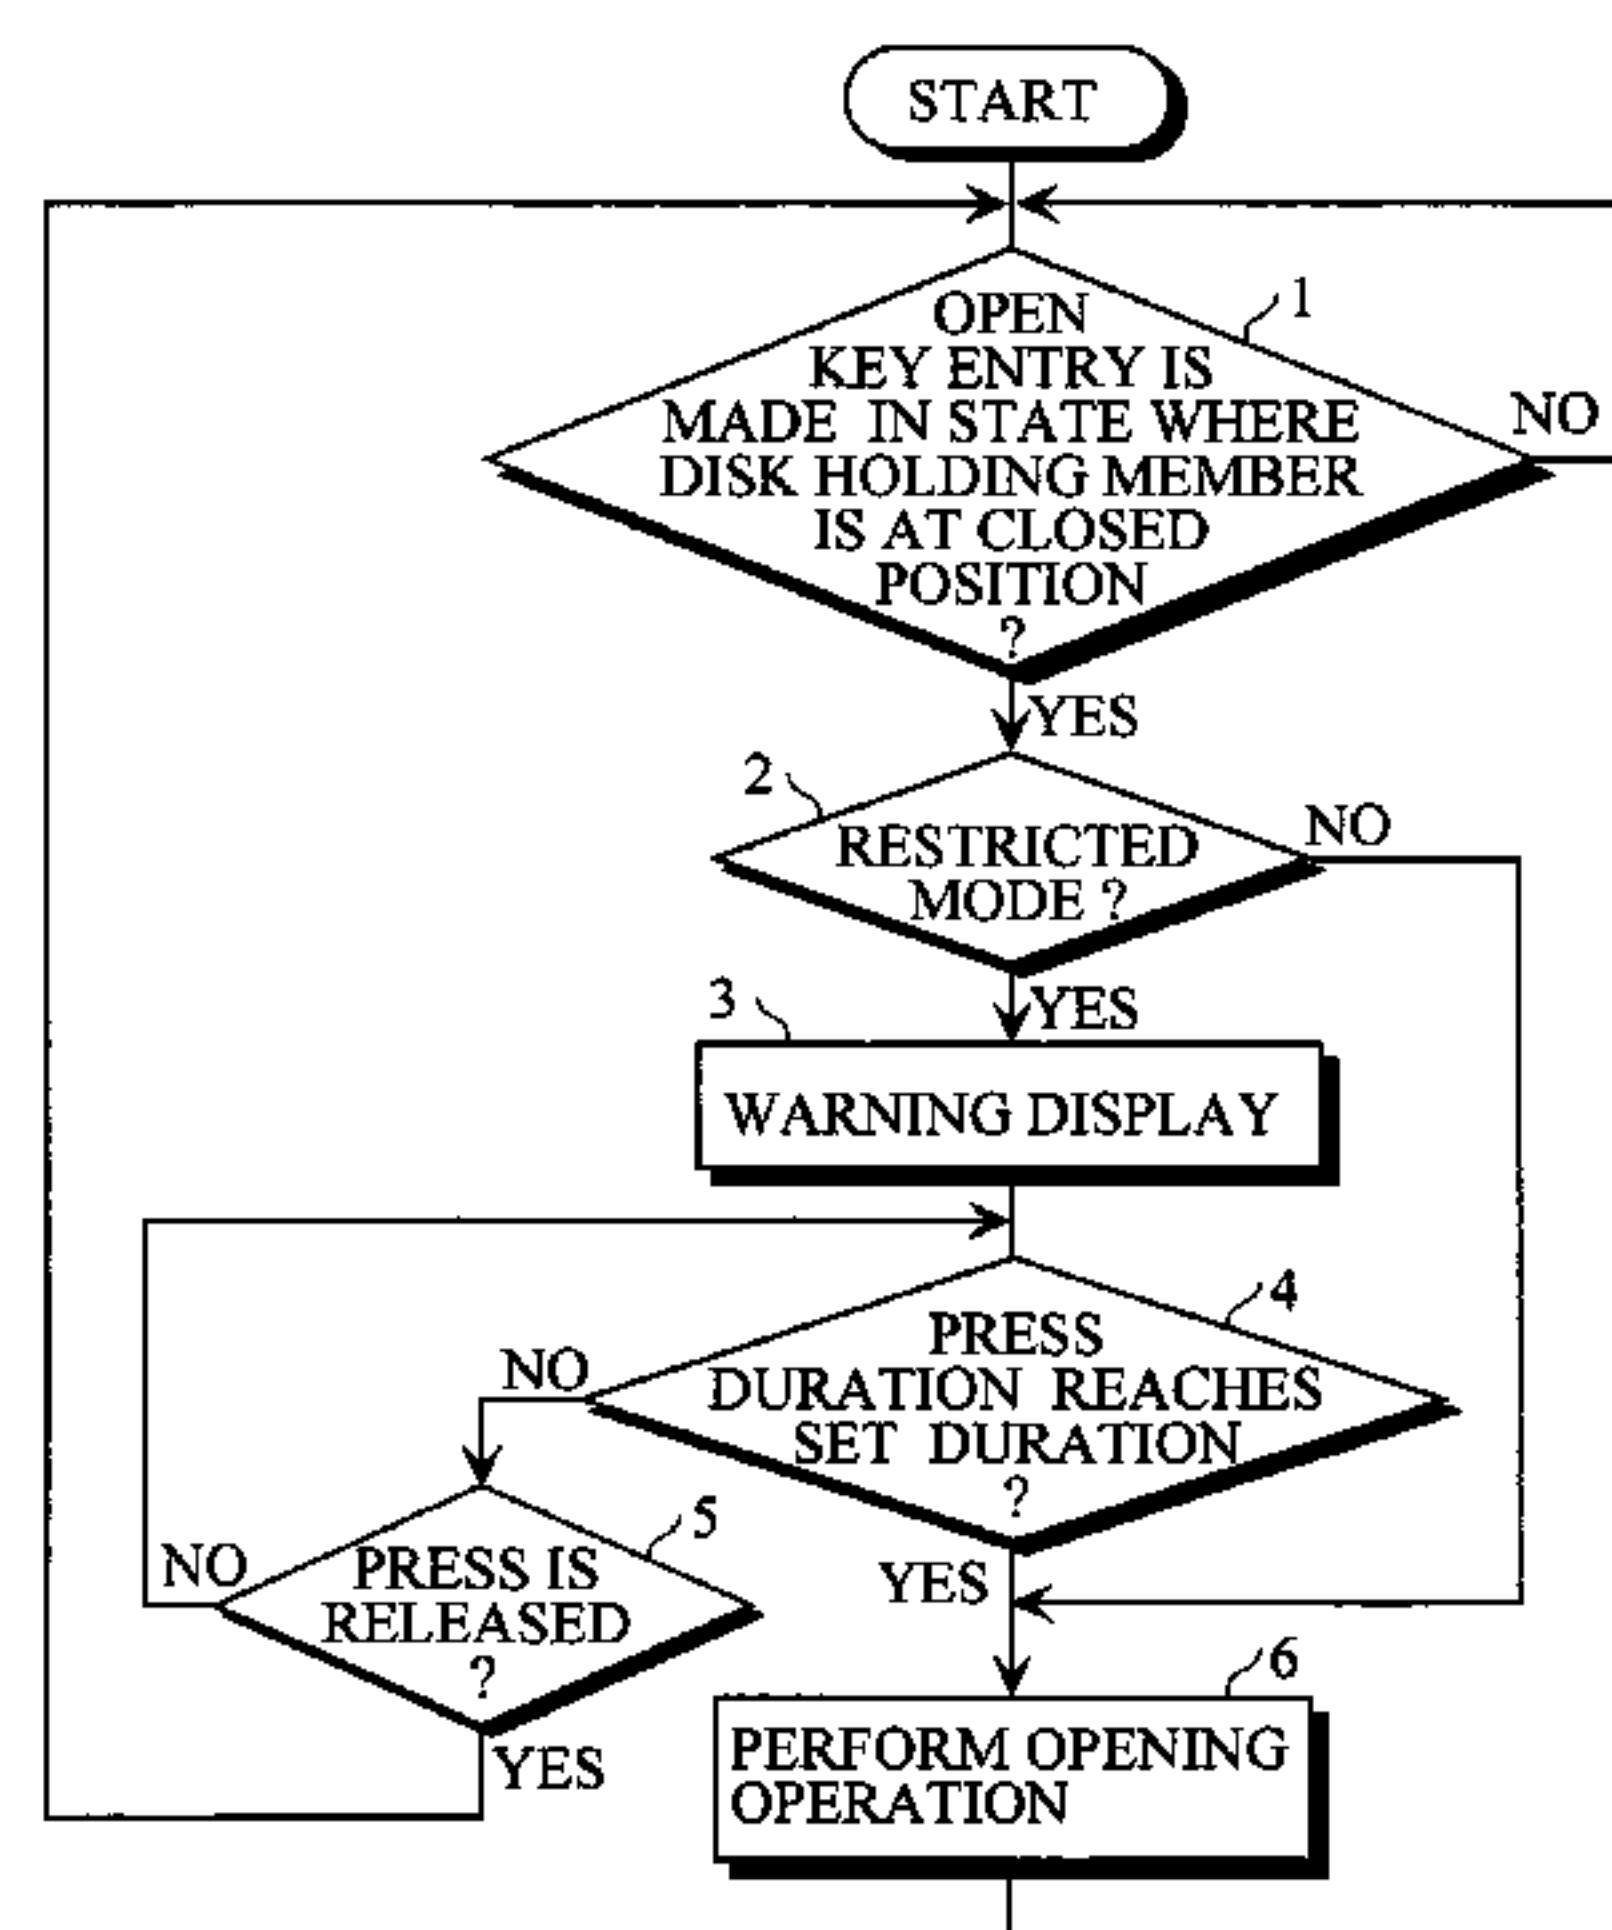 START
1
OPEN
KEY ENTRY IS
MADE IN STATE WHERE
DISK HOLDING MEMBER
IS AT CLOSED
POSITION
?
NO
YES
2
RESTRICTED
MODE ?
NO
YES
3
WARNING DISPLAY
4
PRESS
DURATION REACHES
SET DURATION
?
NO
YES
5
PRESS IS
RELEASED
?
NO
YES
6
PERFORM OPENING
OPERATION